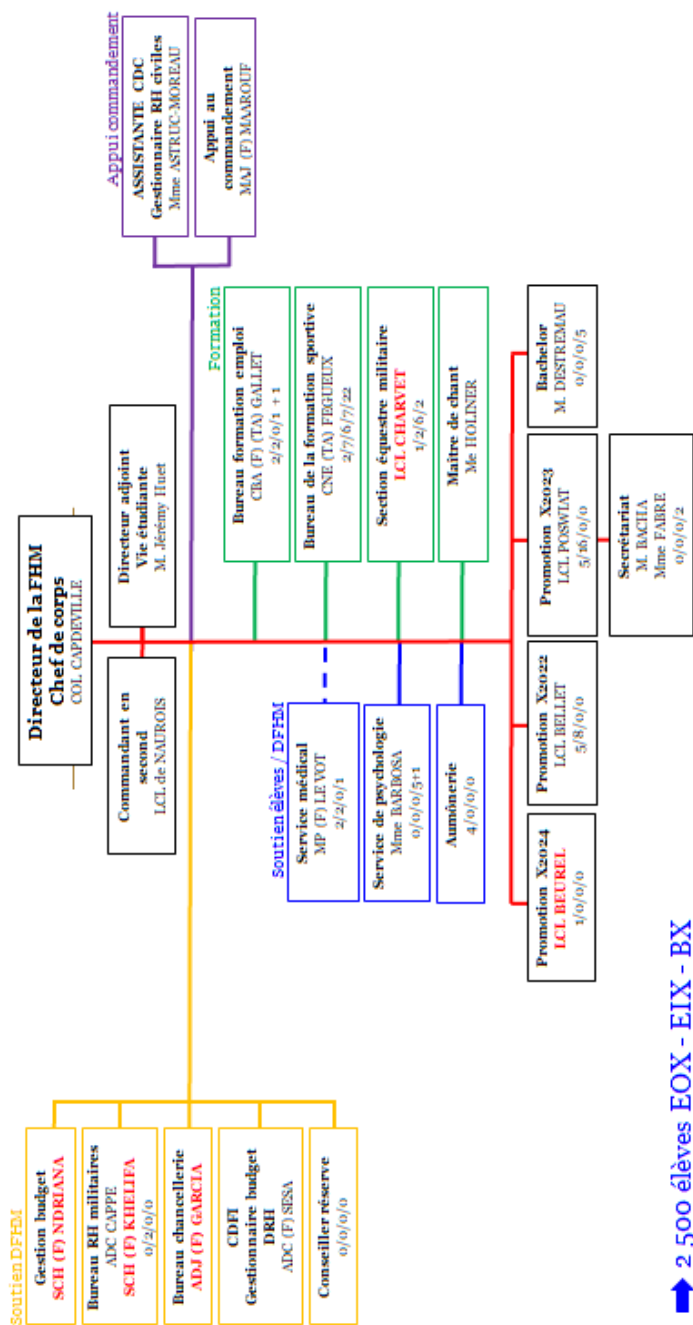 Directeur de la FHM
Chef de corps
COL CAPDEVILLE
Commandant en
second
LCL de NAUROIS
Directeur adjoint
Vie étudiante
M. Jérémy Huet
Soutien DFHM
Gestion budget
SCH (F) NDRIANA
Bureau RH militaires
ADC CAPPE
SCH (F) KHELIFA
0/2/0/0
Bureau chancellerie
ADJ (F) GARCIA
CDFI
Gestionnaire budget
DRH
ADC (F) SESA
Conseiller réserve
0/0/0/0
Appui commandement
ASSISTANTE CDC
Gestionnaire RH civiles
Mme ASTRUC-MOREAU
Appui au
commandement
MAJ (F) MAAROUF
Soutien élèves / DFHM
Service médical
MP (F) LE VOT
2/2/0/1
Service de psychologie
Mme BARBOSA
0/0/0/5+1
Aumônerie
4/0/0/0
Formation
Bureau formation emploi
CBA (F) (TA) GALLET
2/2/0/1 + 1
Bureau de la formation sportive
CNE (TA) FEGUEUX
2/7/6/7/22
Section équestre militaire
LCL CHARVET
1/2/6/2
Maître de chant
Me HOLINER
Promotion X2024
LCL BEUREL
1/0/0/0
Promotion X2022
LCL BELLET
5/8/0/0
Promotion X2023
LCL POSWIAT
5/16/0/0
Bachelor
M. DESTREMAU
0/0/0/5
Secrétariat
M. BACHA
Mme FABRE
0/0/0/2
➡ 2 500 élèves EOX - EIX - BX